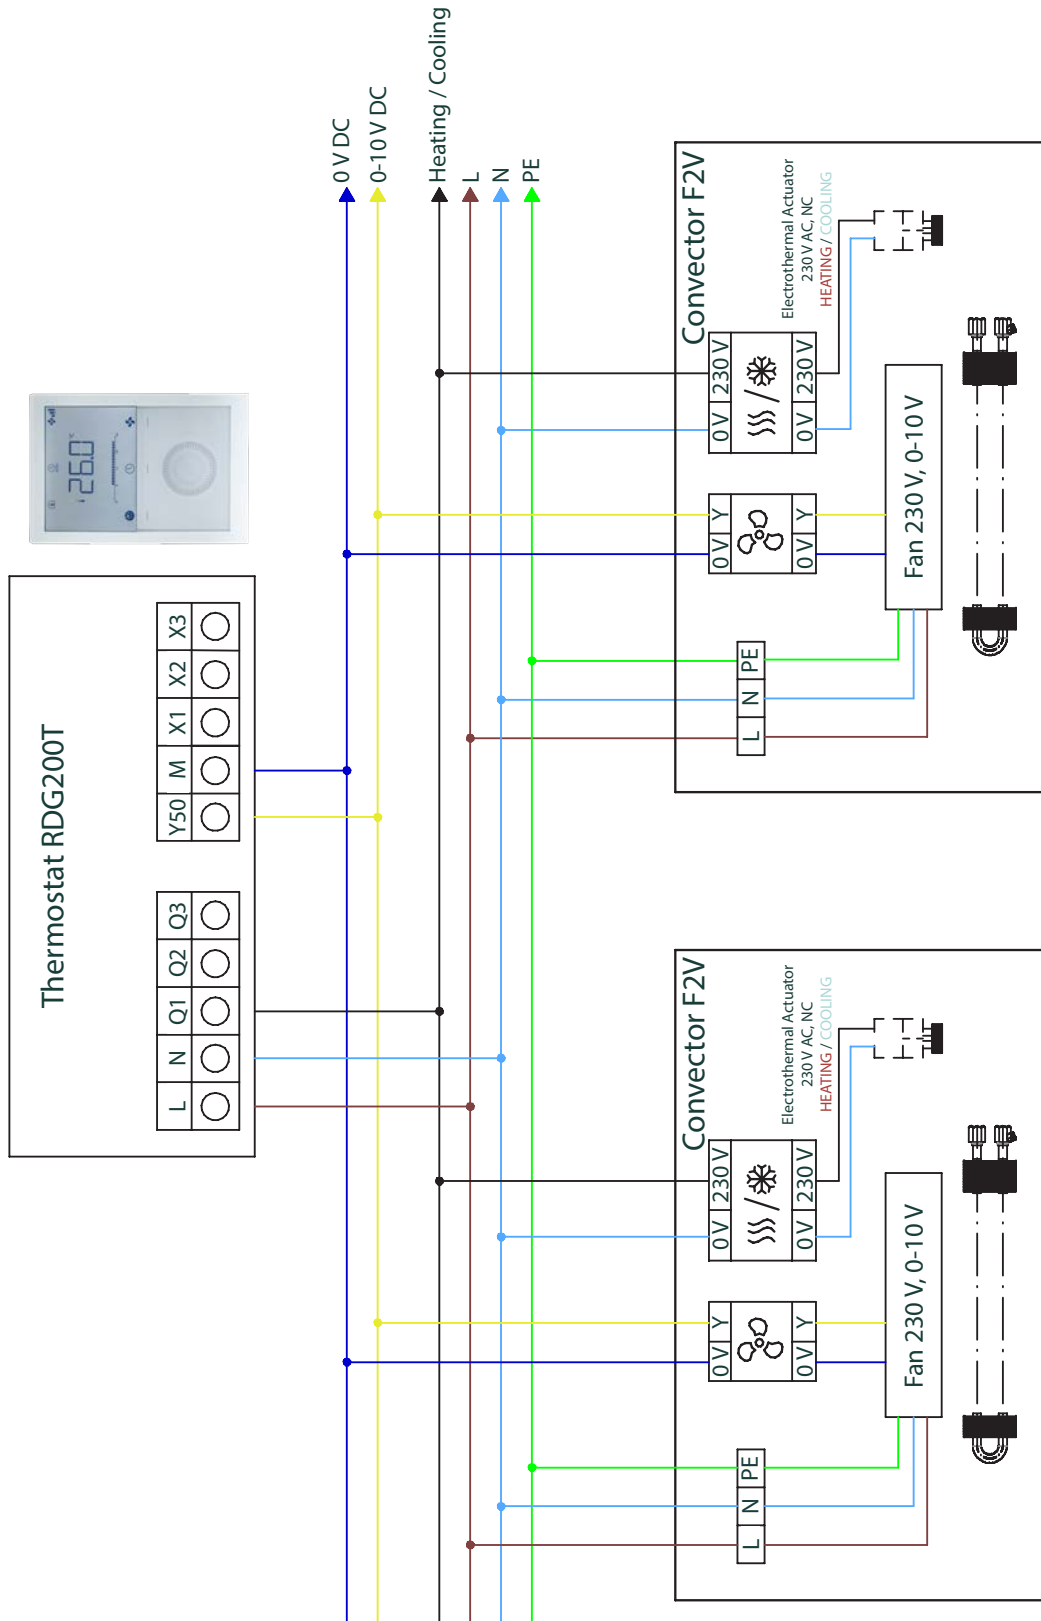 Thermostat RDG200T
L
N
Q1
Q2
Q3
Y50
M
X1
X2
X3
26.0
0 V DC
0-10 V DC
Heating / Cooling
L
N
PE
Convector F2V
L
N
PE
0 V
Y
0 V
Y
0 V
230 V
0 V
230 V
Electrothermal Actuator
230 V AC, NC
HEATING / COOLING
Fan 230 V, 0-10 V
Convector F2V
L
N
PE
0 V
Y
0 V
Y
0 V
230 V
0 V
230 V
Electrothermal Actuator
230 V AC, NC
HEATING / COOLING
Fan 230 V, 0-10 V